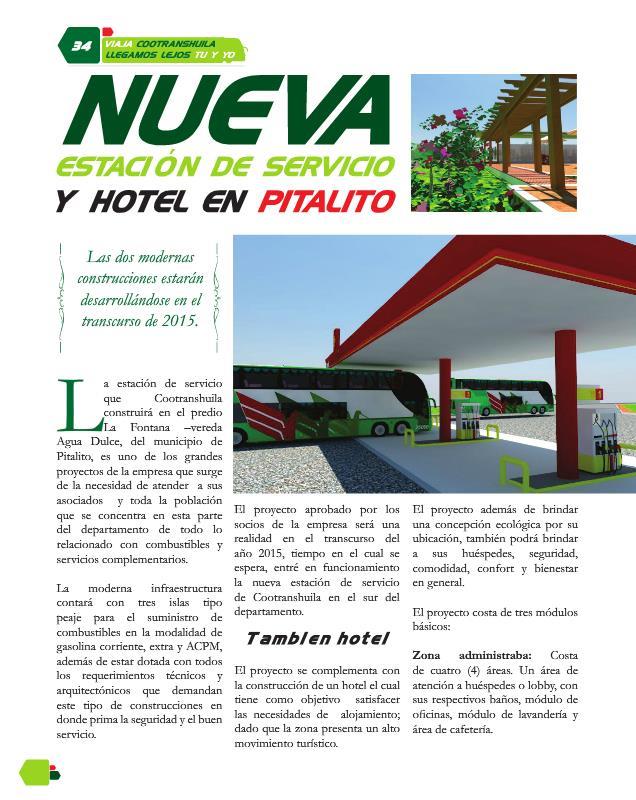 34
VIAJA COOTRANSHUILA
LLEGAMOS LEJOS TU Y YO
NUEVA
ESTACIÓN DE SERVICIO
Y HOTEL EN PITALITO
Las dos modernas
construcciones estarán
desarrollándose en el
transcurso de 2015.
La estación de servicio
que Cootranshuila
construirá en el predio
La Fontana –vereda
Agua Dulce, del municipio de
Pitalito, es uno de los grandes
proyectos de la empresa que surge
de la necesidad de atender a sus
asociados y toda la población
que se concentra en esta parte
del departamento de todo lo
relacionado con combustibles y
servicios complementarios.
La moderna infraestructura
contará con tres islas tipo
peaje para el suministro de
combustibles en la modalidad de
gasolina corriente, extra y ACPM,
además de estar dotada con todos
los requerimientos técnicos y
arquitectónicos que demandan
este tipo de construcciones en
donde prima la seguridad y el buen
servicio.
El proyecto aprobado por los
socios de la empresa será una
realidad en el transcurso del
año 2015, tiempo en el cual se
espera, entré en funcionamiento
la nueva estación de servicio
de Cootranshuila en el sur del
departamento.
Tambien hotel
El proyecto se complementa con
la construcción de un hotel el cual
tiene como objetivo satisfacer
las necesidades de alojamiento;
dado que la zona presenta un alto
movimiento turístico.
El proyecto además de brindar
una concepción ecológica por su
ubicación, también podrá brindar
a sus huéspedes, seguridad,
comodidad, confort y bienestar
en general.
El proyecto costa de tres módulos
básicos:
Zona administraba: Costa
de cuatro (4) áreas. Un área de
atención a huéspedes o lobby, con
sus respectivos baños, módulo de
oficinas, módulo de lavandería y
área de cafetería.